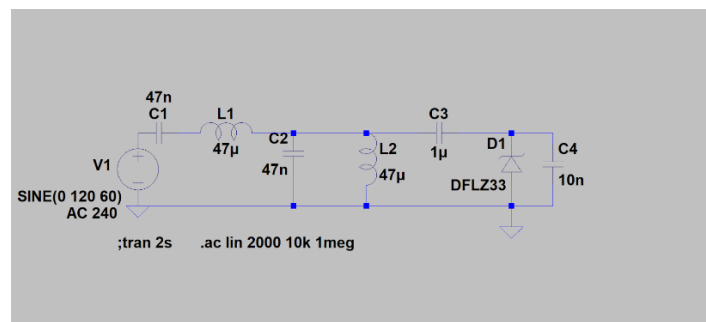 47n
C1
L1
47µ
C2
47n
L2
47µ
C3
1µ
D1
DFLZ33
C4
10n
V1
SINE(0 120 60)
AC 240
;tran 2s
.ac lin 2000 10k 1meg